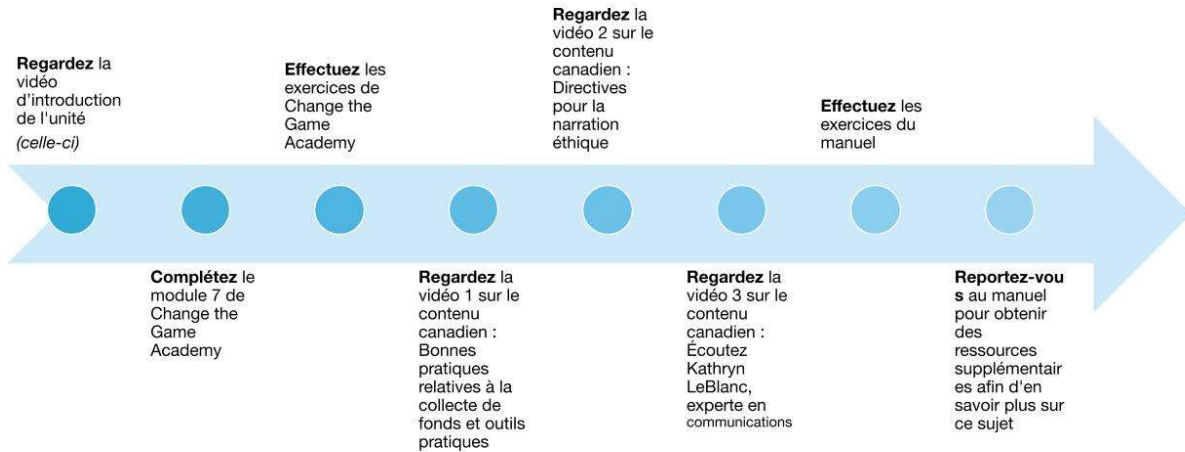 Regardez la
vidéo
d'introduction
de l'unité
(celle-ci)
Complétez le
module 7 de
Change the
Game
Academy
Effectuez les
exercices de
Change the
Game
Academy
Regardez la
vidéo 1 sur le
contenu
canadien :
Bonnes
pratiques
relatives à la
collecte de
fonds et outils
pratiques
Regardez la
vidéo 2 sur le
contenu
canadien :
Directives
pour la
narration
éthique
Regardez la
vidéo 3 sur le
contenu
canadien :
Écoutez
Kathryn
LeBlanc,
experte en
communications
Effectuez les
exercices du
manuel
Reportez-vou
s au manuel
pour obtenir
des
ressources
supplémentair
es afin d'en
savoir plus sur
ce sujet